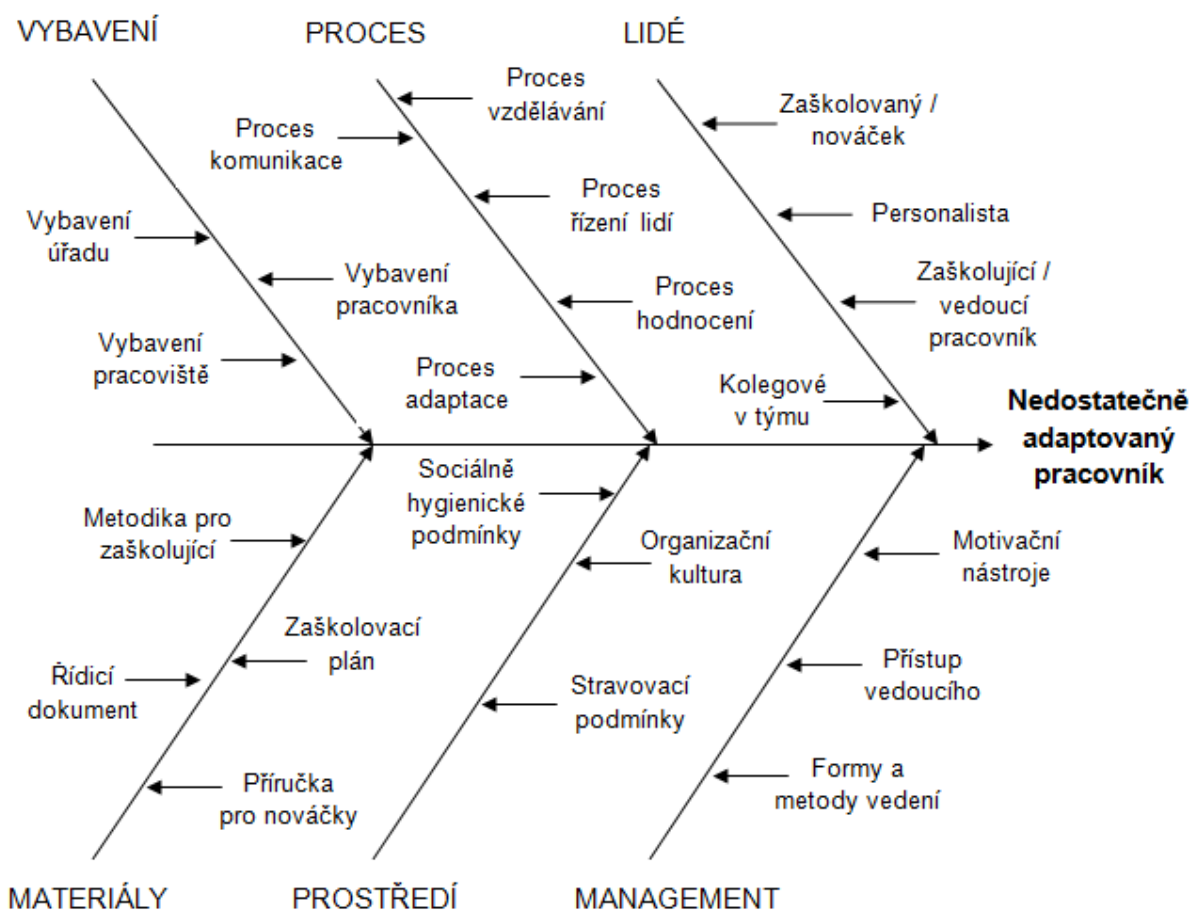 VYBAVENÍ
PROCES
LIDÉ
Proces
vzdělávání
Zaškolovaný /
nováček
Proces
komunikace
Proces
řízení lidí
Personalista
Vybavení
úřadu
Vybavení
pracovníka
Proces
hodnocení
Zaškolující /
vedoucí
pracovník
Vybavení
pracoviště
Proces
adaptace
Kolegové
v týmu
Nedostatečně
adaptovaný
pracovník
Sociálně
hygienické
podmínky
Metodika pro
zaškolující
Organizační
kultura
Motivační
nástroje
Zaškolovací
plán
Řídicí
dokument
Stravovací
podmínky
Přístup
vedoucího
Příručka
pro nováčky
Formy a
metody vedení
MATERIÁLY
PROSTŘEDÍ
MANAGEMENT